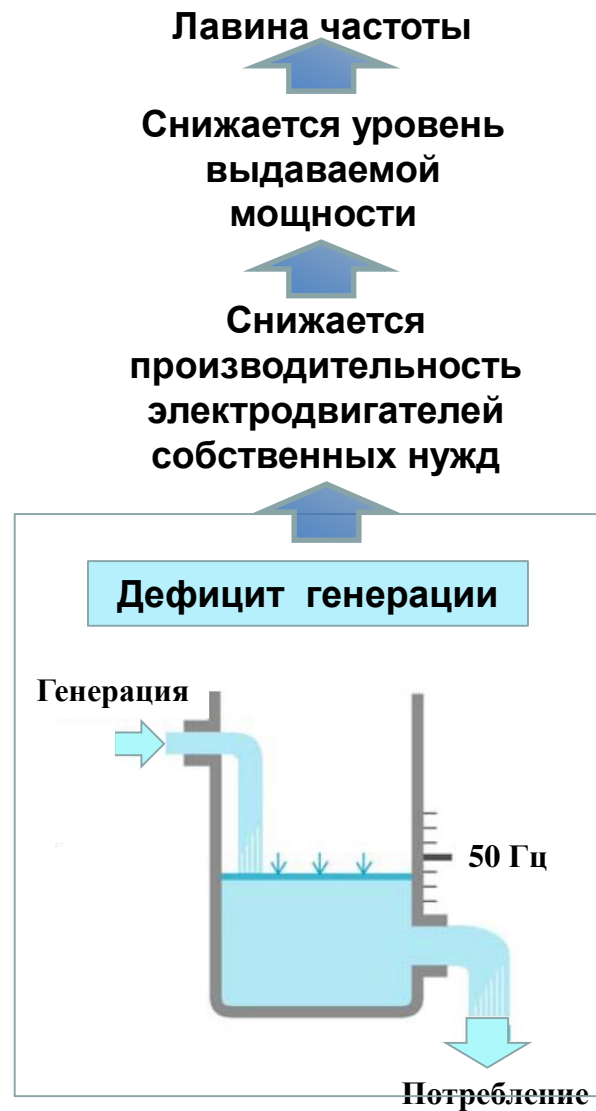 Лавина частоты
Снижается уровень
выдаваемой
мощности
Снижается
производительность
электродвигателей
собственных нужд
Дефицит генерации
Генерация
50 Гц
Потребление